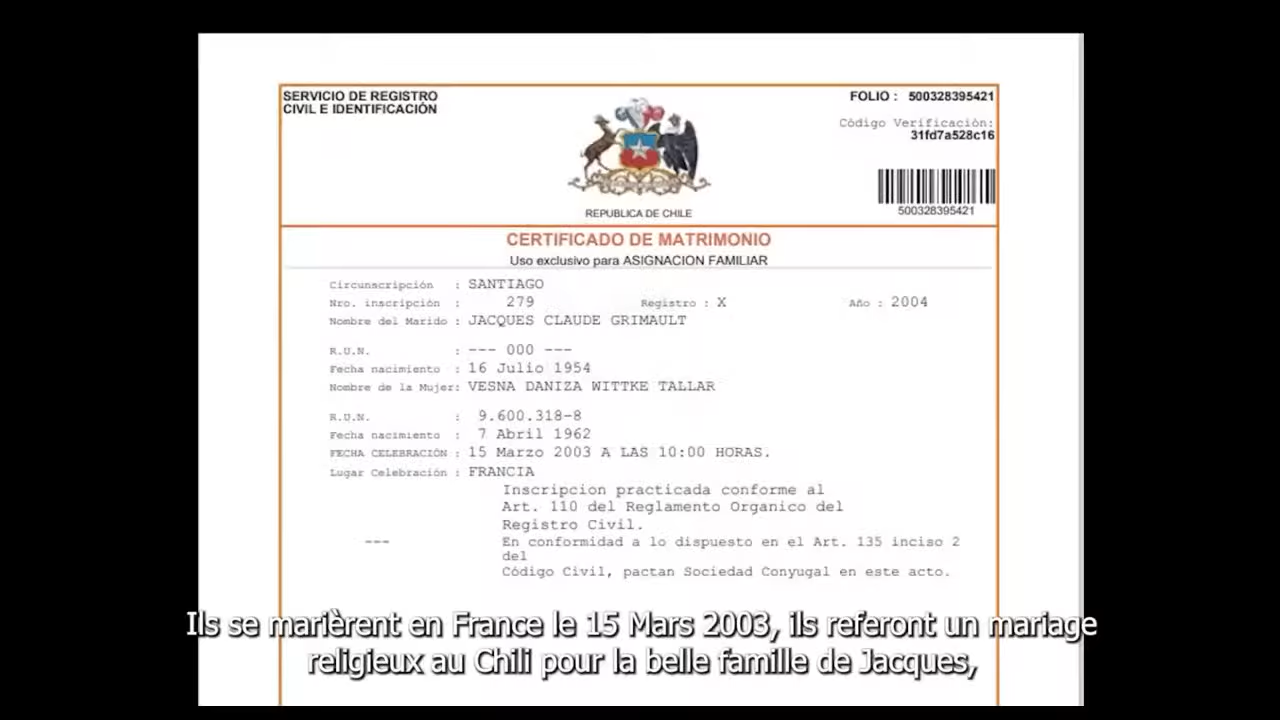 SERVICIO DE REGISTRO
CIVIL E IDENTIFICACIÓN
FOLIO : 500328395421
Código Verificación:
31fd7a528c16
500328395421
REPUBLICA DE CHILE
CERTIFICADO DE MATRIMONIO
Uso exclusivo para ASIGNACION FAMILIAR
Circunscripción : SANTIAGO
Nro. inscripción : 279 Registro : X Año : 2004
Nombre del Marido : JACQUES CLAUDE GRIMAULT
R.U.N. : --- 000 ---
Fecha nacimiento : 16 Julio 1954
Nombre de la Mujer: VESNA DANIZA WITTKE TALLAR
R.U.N. : 9.600.318-8
Fecha nacimiento : 7 Abril 1962
FECHA CELEBRACIÓN : 15 Marzo 2003 A LAS 10:00 HORAS.
Lugar Celebración : FRANCIA
Inscripcion practicada conforme al
Art. 110 del Reglamento Organico del
Registro Civil.
--- En conformidad a lo dispuesto en el Art. 135 inciso 2
del
Código Civil, pactan Sociedad Conyugal en este acto.
Ils se marièrent en France le 15 Mars 2003, ils referont un mariage
religieux au Chili pour la belle famille de Jacques,